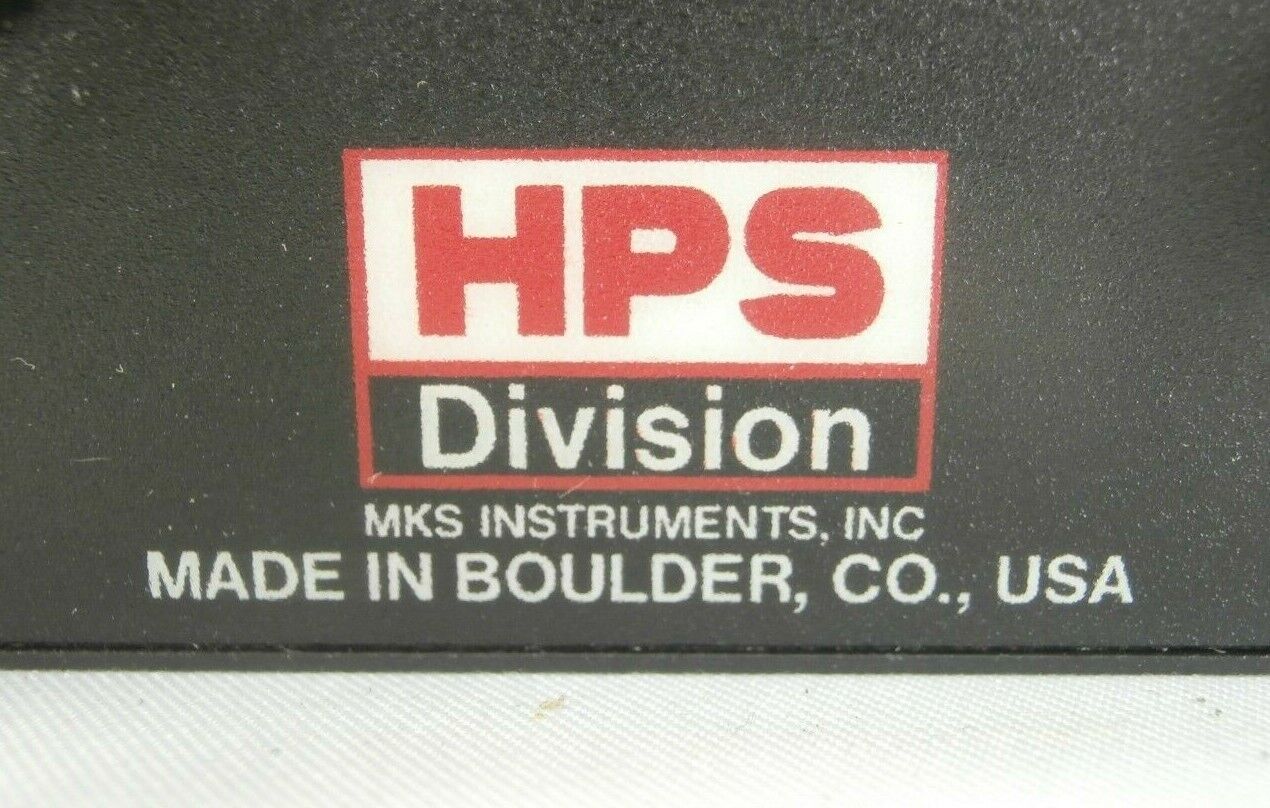 HPS
Division
MKS INSTRUMENTS, INC
MADE IN BOULDER, CO., USA